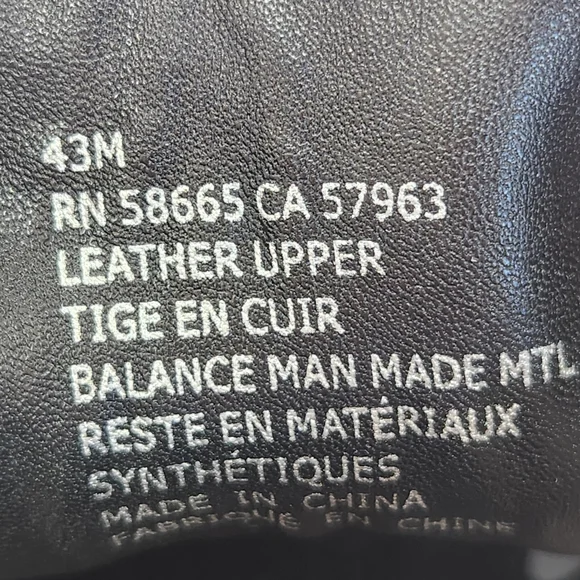 43M
RN 58665 CA 57963
LEATHER UPPER
TIGE EN CUIR
BALANCE MAN MADE MTL
RESTE EN MATÉRIAUX
SYNTHÉTIQUES
MADE IN CHINA
FABRIQUÉ EN CHINE